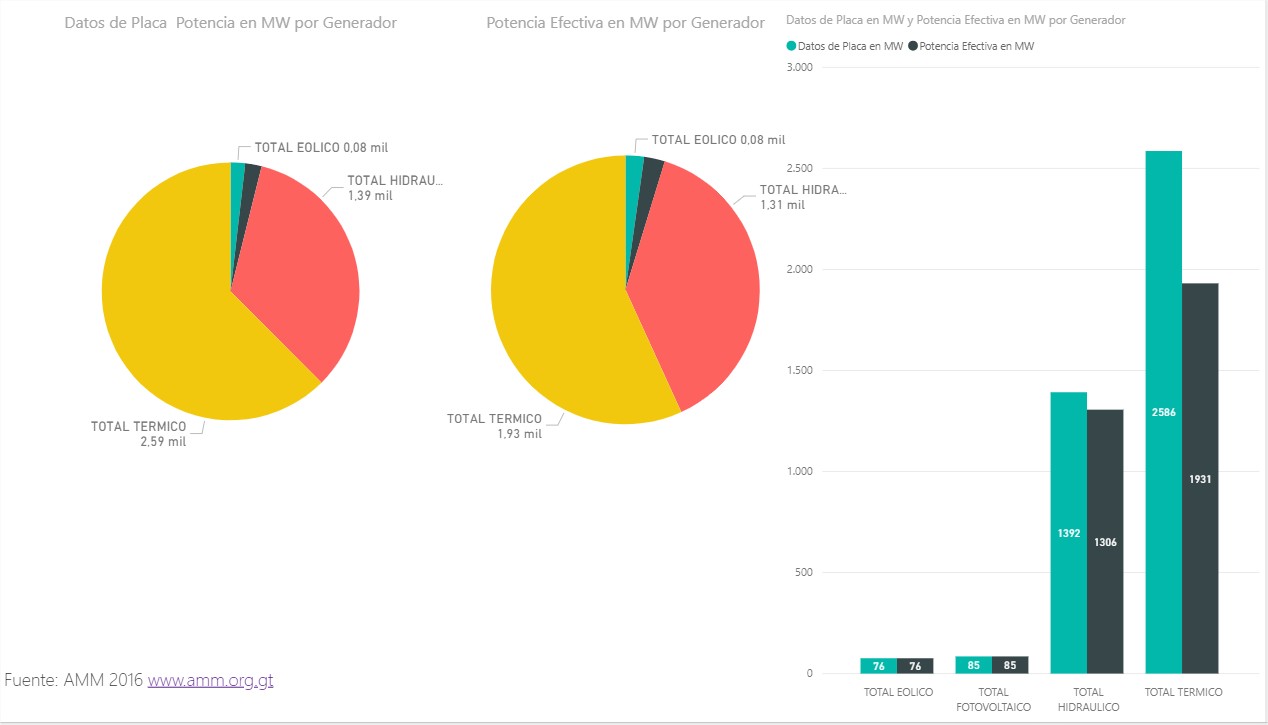 Datos de Placa  Potencia en MW por Generador
TOTAL EOLICO 0,08 mil
TOTAL HIDRAU...
1,39 mil
TOTAL TERMICO
2,59 mil
Potencia Efectiva en MW por Generador
TOTAL EOLICO 0,08 mil
TOTAL HIDRA...
1,31 mil
TOTAL TERMICO
1,93 mil
Datos de Placa en MW y Potencia Efectiva en MW por Generador
Datos de Placa en MW Potencia Efectiva en MW
3.000
2.500
2.000
1.500
1.000
500
0
76 76
85 85
1392 1306
2586 1931
TOTAL EOLICO
TOTAL FOTOVOLTAICO
TOTAL HIDRAULICO
TOTAL TERMICO
Fuente: AMM 2016 www.amm.org.gt